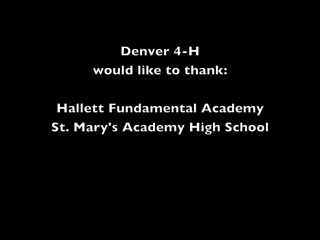 Denver 4-H
would like to thank:
Hallett Fundamental Academy
St. Mary's Academy High School